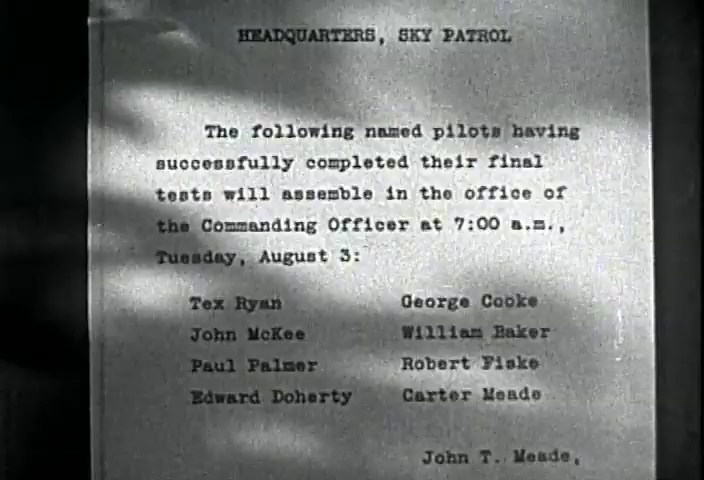 HEADQUARTERS, SKY PATROL
The following named pilots having
successfully completed their final
tests will assemble in the office of
the Commanding Officer at 7:00 a.m.,
Tuesday, August 3:
Tex Ryan George Cooke
John McKee William Baker
Paul Palmer Robert Fiske
Edward Doherty Carter Meade
John T. Meade,